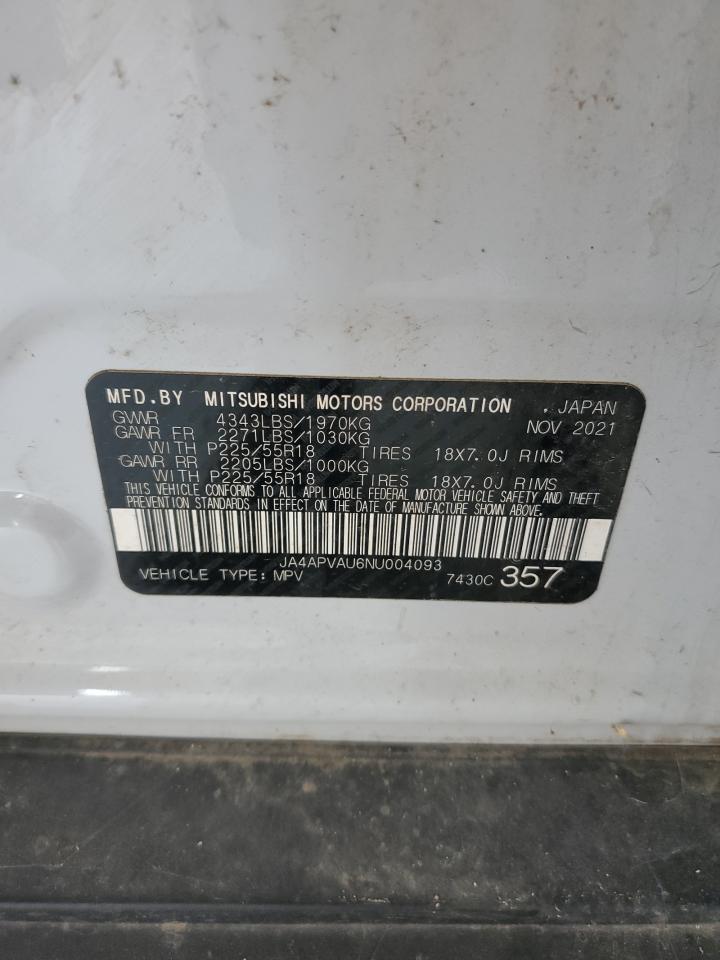 MFD.BY MITSUBISHI MOTORS CORPORATION . JAPAN
GVWR 4343LBS/1970KG NOV 2021
GAWR FR 2271LBS/1030KG
WITH P225/55R18 TIRES 18X7.0J RIMS
GAWR RR 2205LBS/1000KG
WITH P225/55R18 TIRES 18X7.0J RIMS
THIS VEHICLE CONFORMS TO ALL APPLICABLE FEDERAL MOTOR VEHICLE SAFETY AND THEFT
PREVENTION STANDARDS IN EFFECT ON THE DATE OF MANUFACTURE SHOWN ABOVE.
JA4APVAU6NU004093
VEHICLE TYPE: MPV 7430C 357